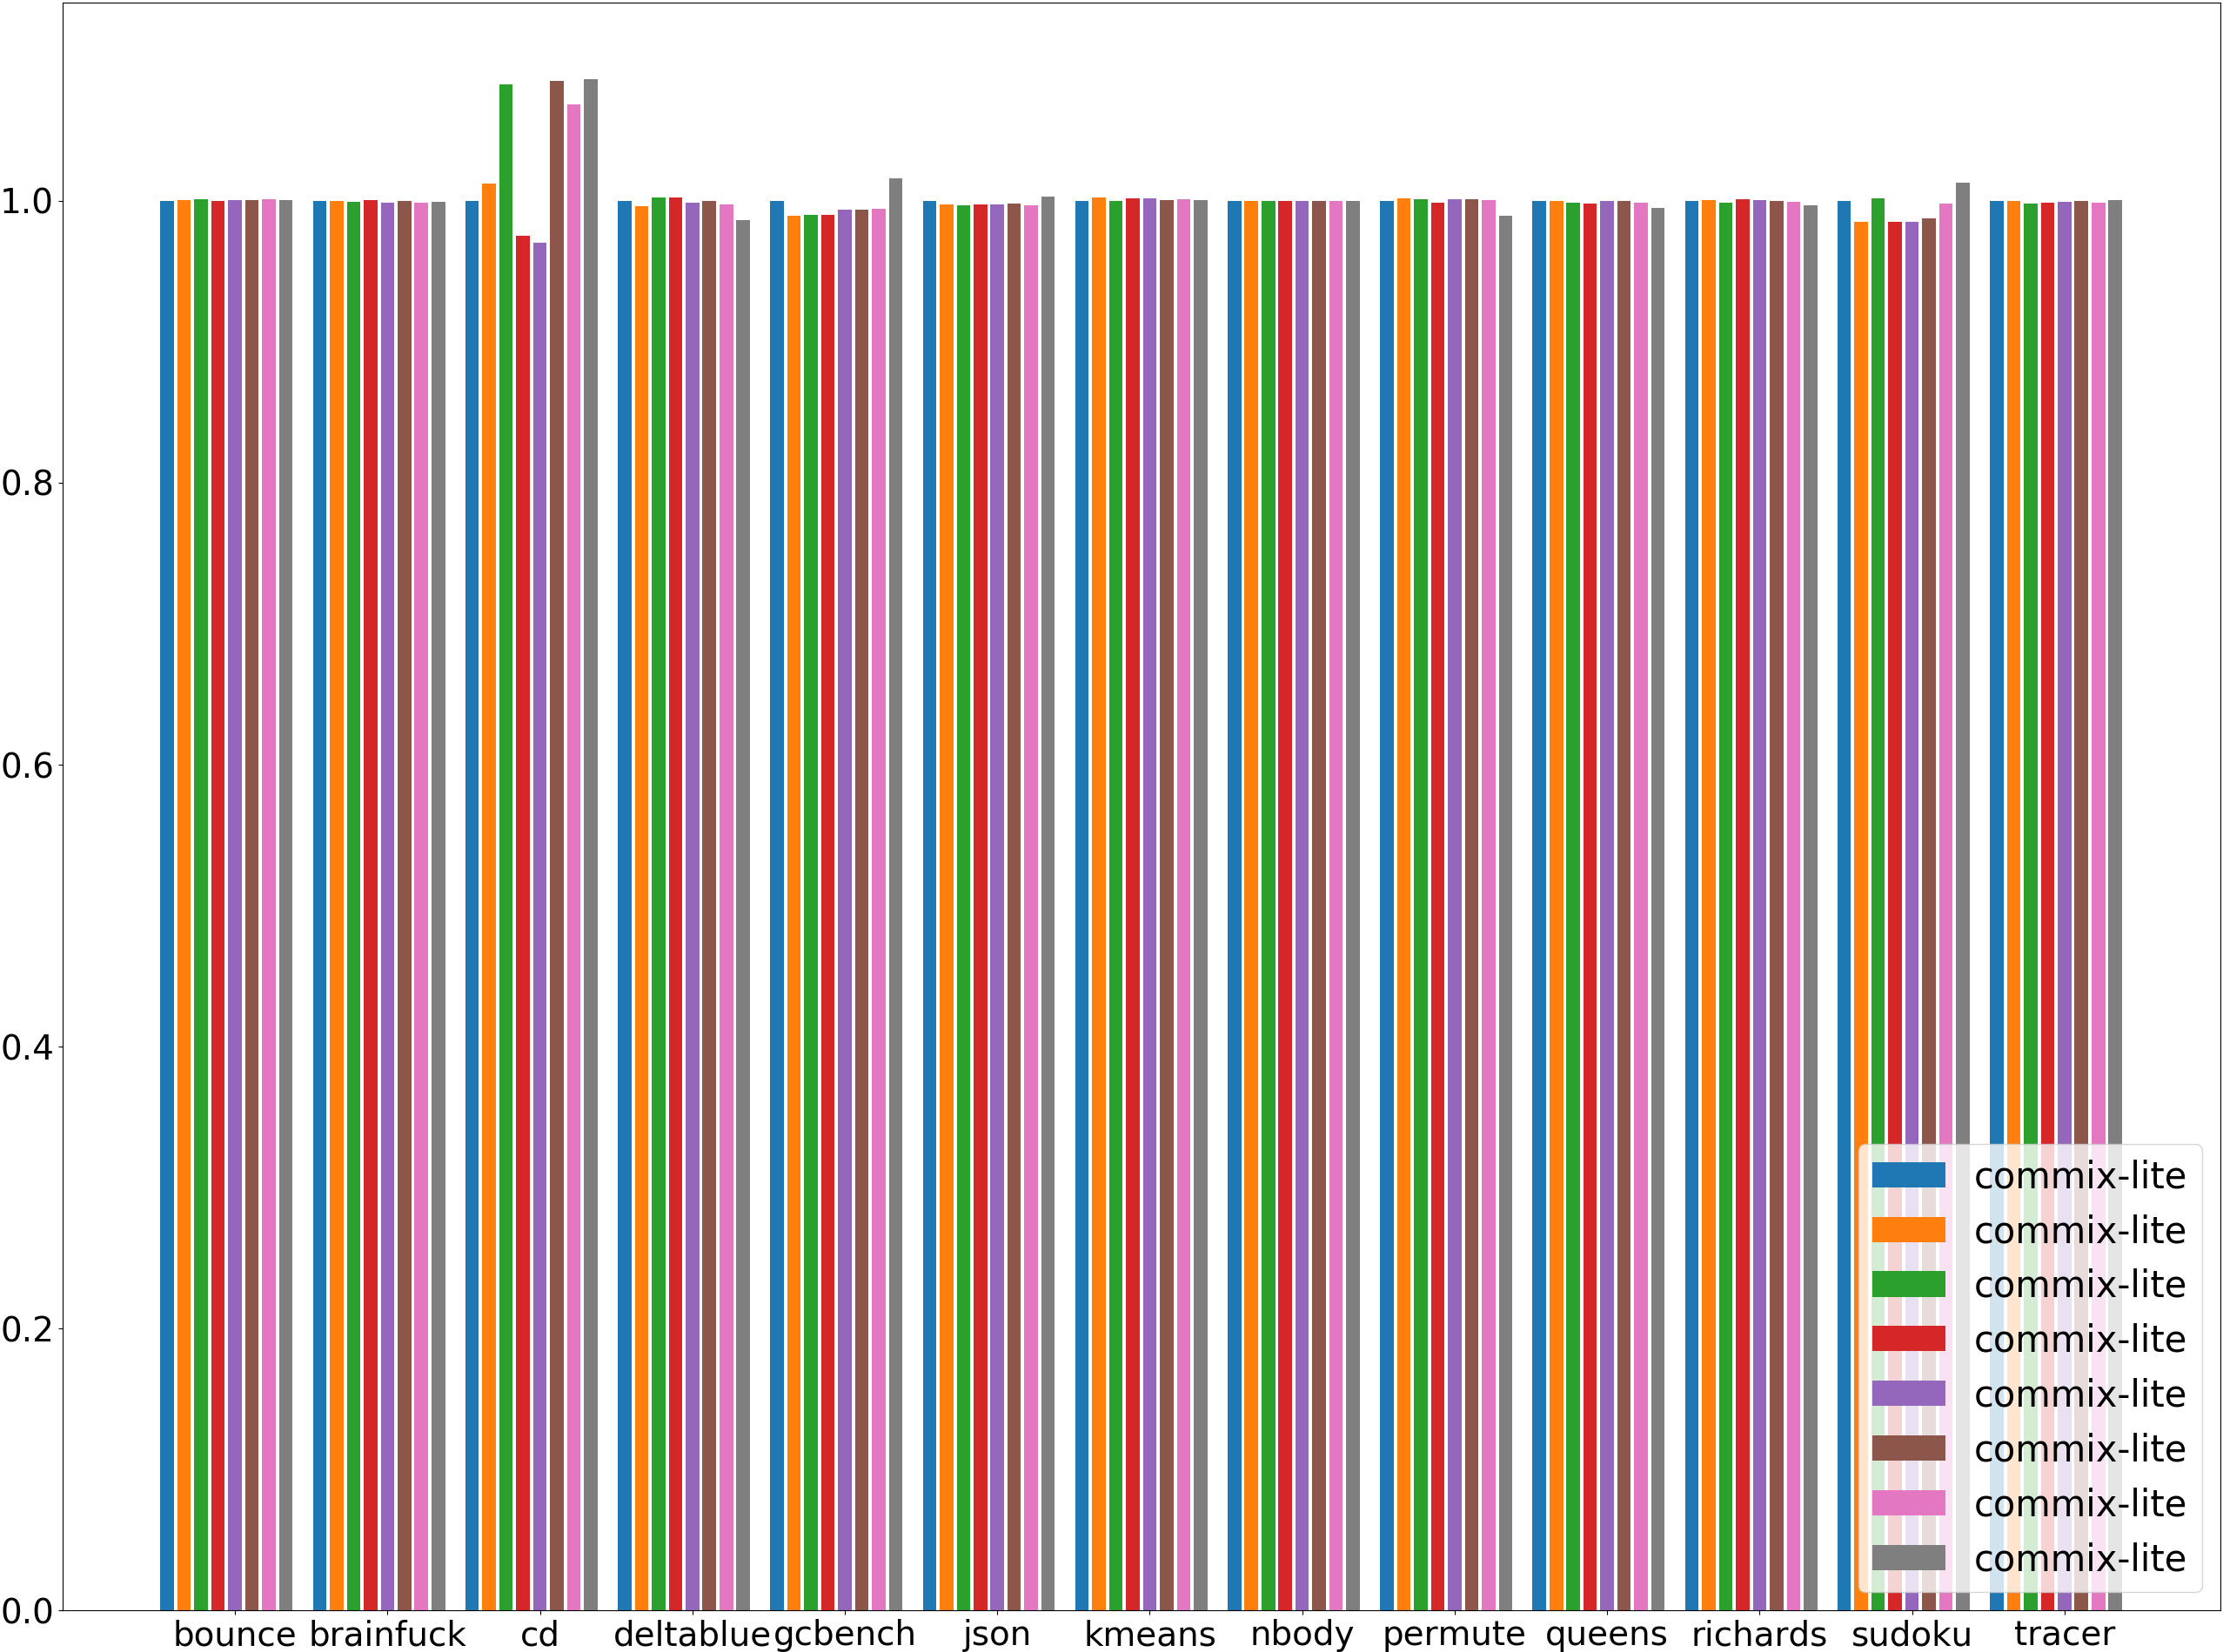 1.0
0.8
0.6
0.4
0.2
0.0
commix-lite
commix-lite
commix-lite
commix-lite
commix-lite
commix-lite
commix-lite
commix-lite
bounce brainfuck cd deltablue gcbench json kmeans nbody permute queens richards sudoku tracer